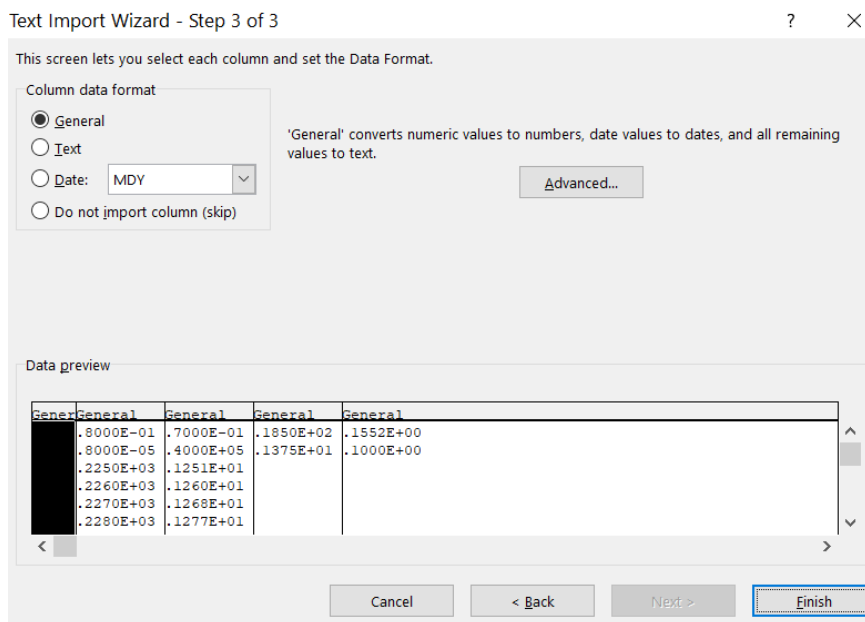 Text Import Wizard - Step 3 of 3 ?
This screen lets you select each column and set the Data Format.
Column data format
General
Text
Date: MDY
Do not import column (skip)
'General' converts numeric values to numbers, date values to dates, and all remaining
values to text.
Advanced...
Data preview
GenerGeneral General General General
.8000E-01 .7000E-01 .1850E+02 .1552E+00
.8000E-05 .4000E+05 .1375E+01 .1000E+00
.2250E+03 .1251E+01
.2260E+03 .1260E+01
.2270E+03 .1268E+01
.2280E+03 .1277E+01
Cancel < Back Next > Finish